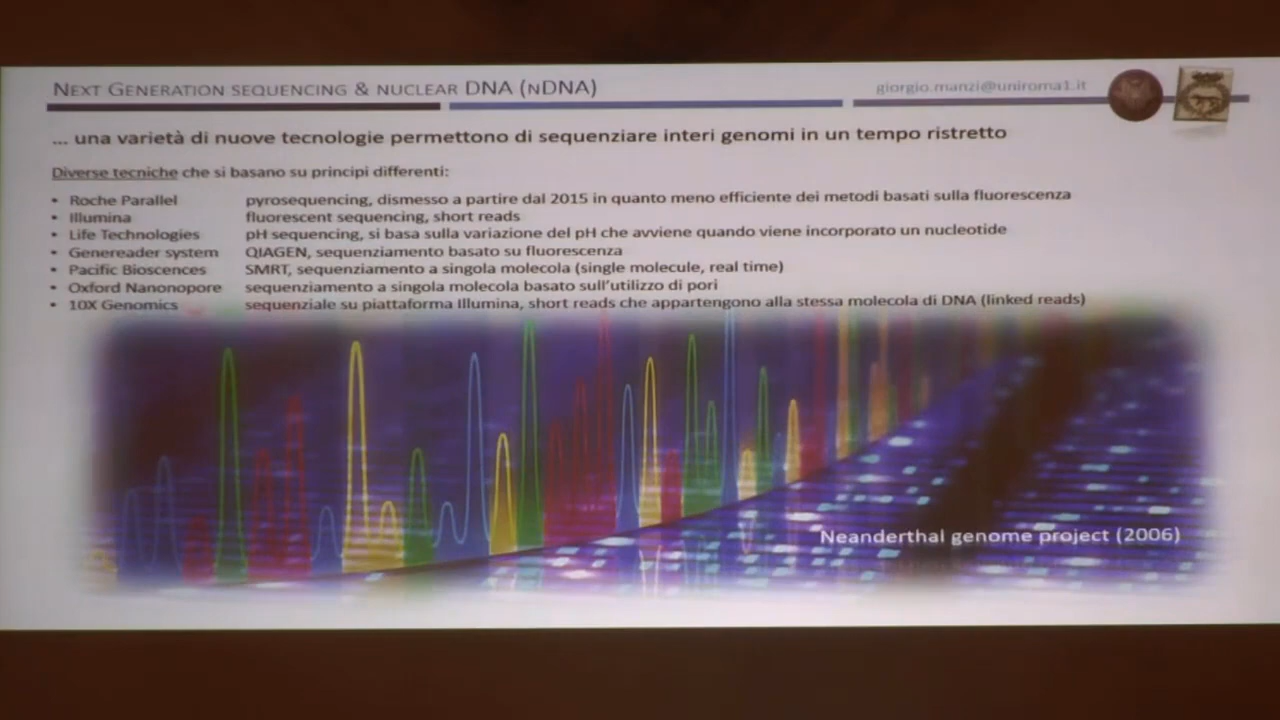 NEXT GENERATION SEQUENCING & NUCLEAR DNA (NDNA)
giorgio.manzi@uniroma1.it
... una varietà di nuove tecnologie permettono di sequenziare interi genomi in un tempo ristretto
Diverse tecniche che si basano su principi differenti:
• Roche Parallel pyrosequencing, dismesso a partire dal 2015 in quanto meno efficiente dei metodi basati sulla fluorescenza
• Illumina fluorescent sequencing, short reads
• Life Technologies pH sequencing, si basa sulla variazione del pH che avviene quando viene incorporato un nucleotide
• Genereader system QIAGEN, sequenziamento basato su fluorescenza
• Pacific Bioscences SMRT, sequenziamento a singola molecola (single molecule, real time)
• Oxford Nanonopore sequenziamento a singola molecola basato sull'utilizzo di pori
• 10X Genomics sequenziale su piattaforma Illumina, short reads che appartengono alla stessa molecola di DNA (linked reads)
Neanderthal genome project (2006)